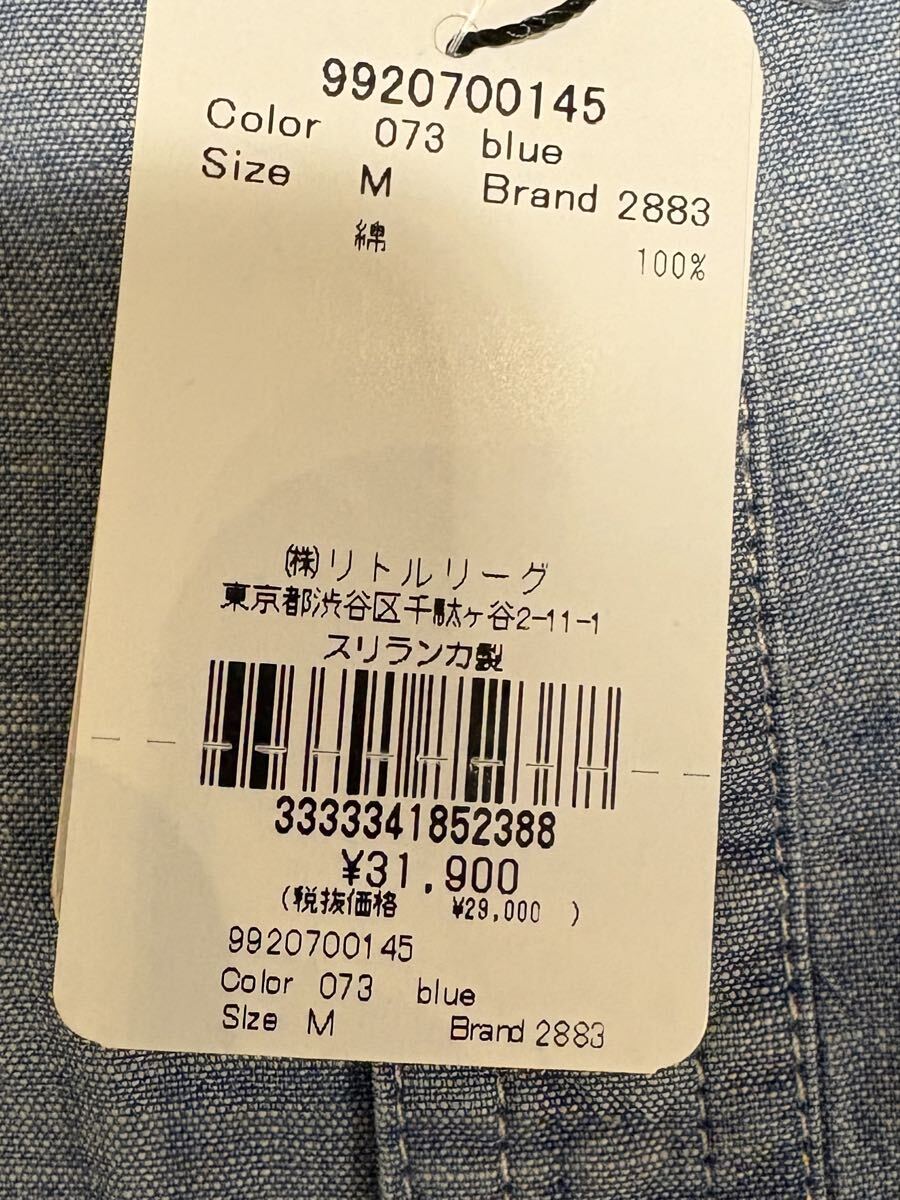 9920700145
Color 073 blue
Size M Brand 2883
綿 100%
㈱リトルリーグ
東京都渋谷区千駄ヶ谷2-11-1
スリランカ製
3333341852388
¥31,900
(税抜価格 ¥29,000 )
9920700145
Color 073 blue
Size M Brand 2883